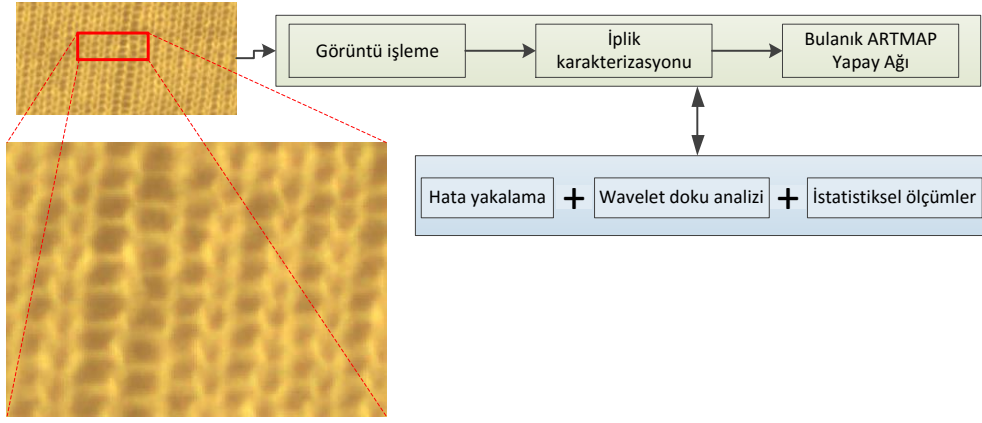 Görüntü işleme
İplik
karakterizasyonu
Bulanık ARTMAP
Yapay Ağı
Hata yakalama + Wavelet doku analizi + İstatistiksel ölçümler